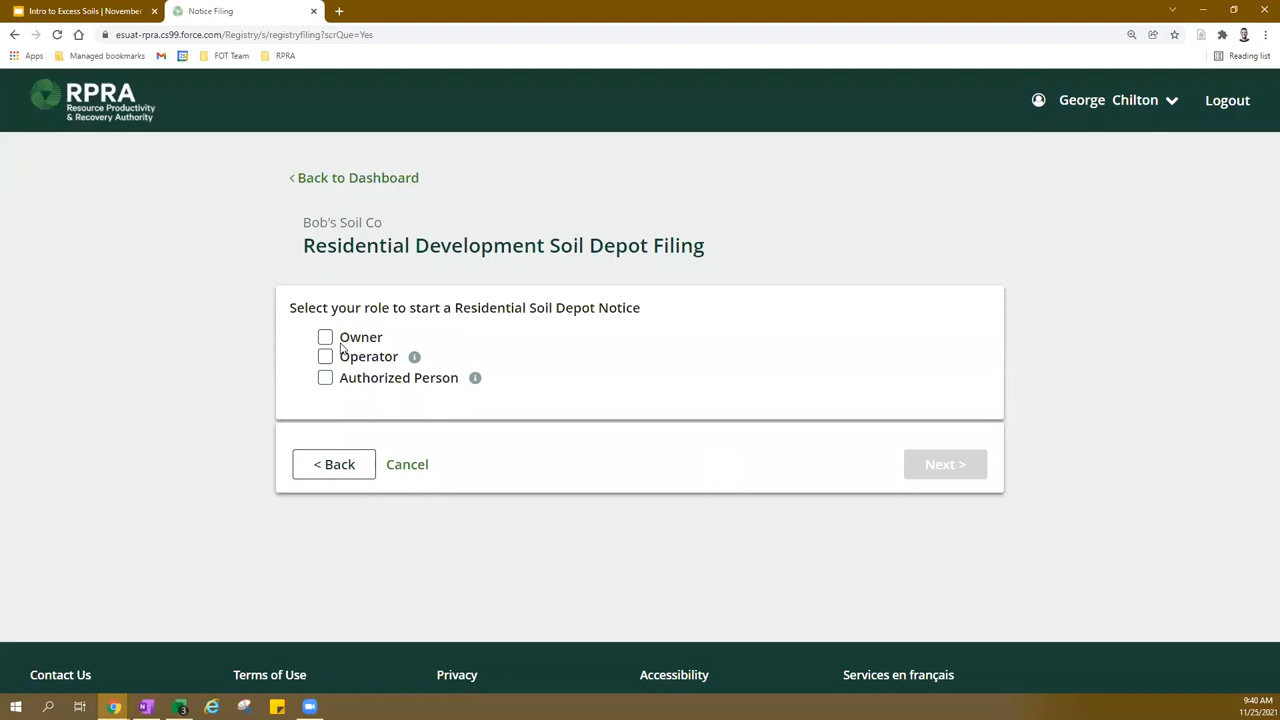 Intro to Excess Soils | November
Notice Filing
esuat-rpra.cs99.force.com/Registry/s/registryfiling?scrQue=Yes
Apps
Managed bookmarks
FOT Team
RPRA
Reading list
RPRA
Resource Productivity
& Recovery Authority
George Chilton
Logout
< Back to Dashboard
Bob's Soil Co
Residential Development Soil Depot Filing
Select your role to start a Residential Soil Depot Notice
Owner
Operator
Authorized Person
< Back
Cancel
Next >
Contact Us
Terms of Use
Privacy
Accessibility
Services en français
9:40 AM
11/25/2021